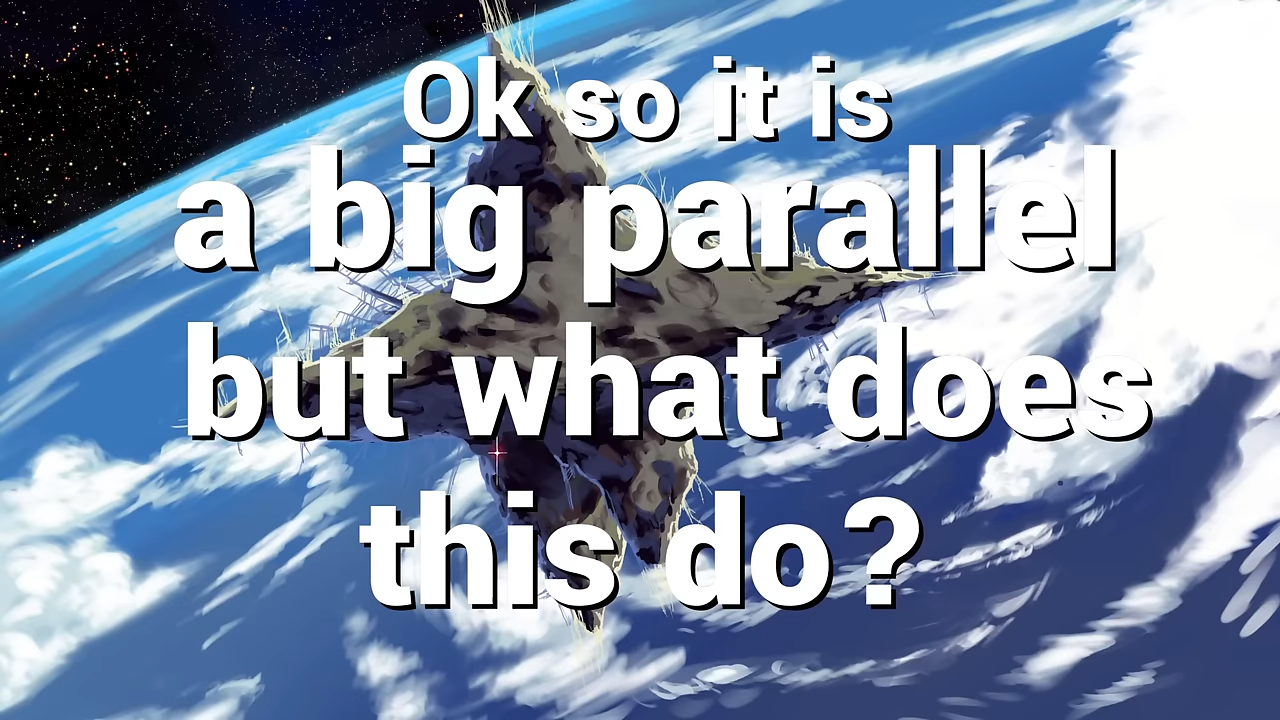 Ok so it is
a big parallel
but what does
this do?